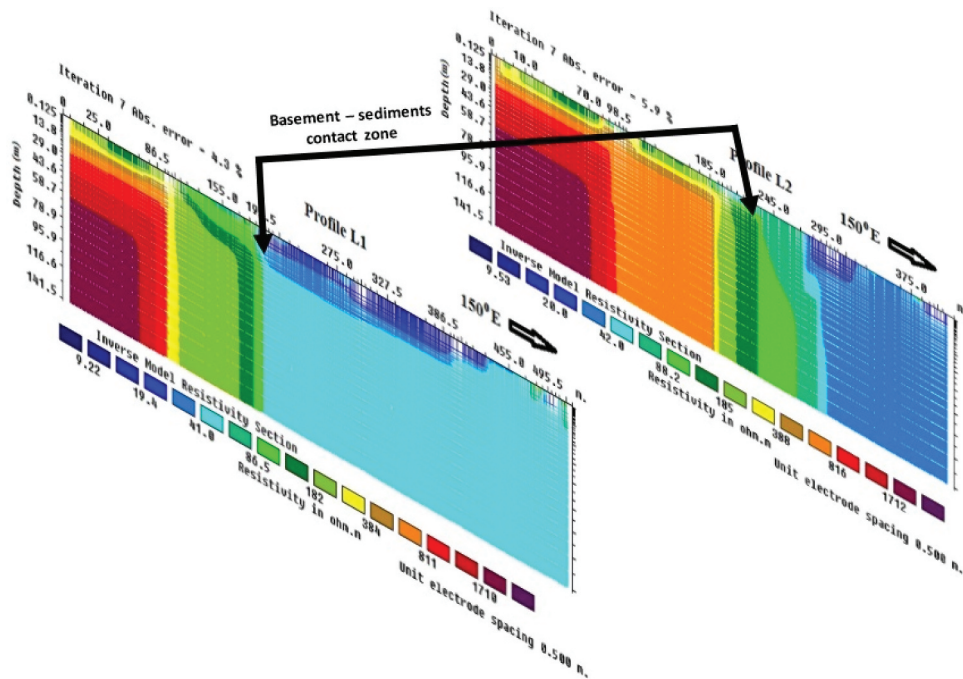 Iteration 7 Abs. error = 5.9 %
0.125 0 10.0 70.0 90.5 185.0 245.0 295.0 375.0 m.
13.8
29.0
43.6
58.7
95.9
116.6
141.5
Depth(m)
Profile L2
150⁰E
Inverse Model Resistivity Section
9.53 20.0 42.0 88.2 185 388 816 1712
Resistivity in ohm.m
Unit electrode spacing 0.500 m.
Basement – sediments
contact zone
Iteration 7 Abs. error = 4.3 %
0.125 0 25.0 86.5 155.0 275.0 327.5 386.5 455.0 495.5 m.
13.8
29.0
43.6
58.7
78.9
95.9
116.6
141.5
Depth(m)
Profile L1
150⁰E
Inverse Model Resistivity Section
9.22 19.4 41.0 86.5 182 384 811 1710
Resistivity in ohm.m
Unit electrode spacing 0.500 m.